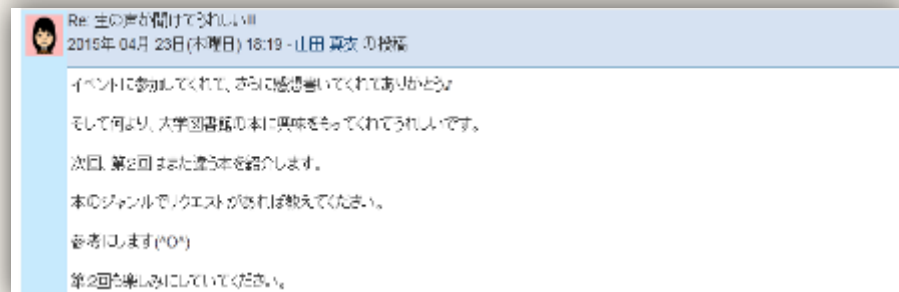 Re: 生の声が聞けてうれしい!!!
2015年 04月 23日(木曜日) 18:19 - 山田 真衣 の投稿
イベントに参加してくれて、さらに感想書いてくれてありがとう♪
そして何より、大学図書館の本に興味をもってくれてうれしいです。
次回、第2回はまた違う本を紹介します。
本のジャンルでリクエストがあれば教えてください。
参考にします(^O^)
第2回も楽しみにしていてください。